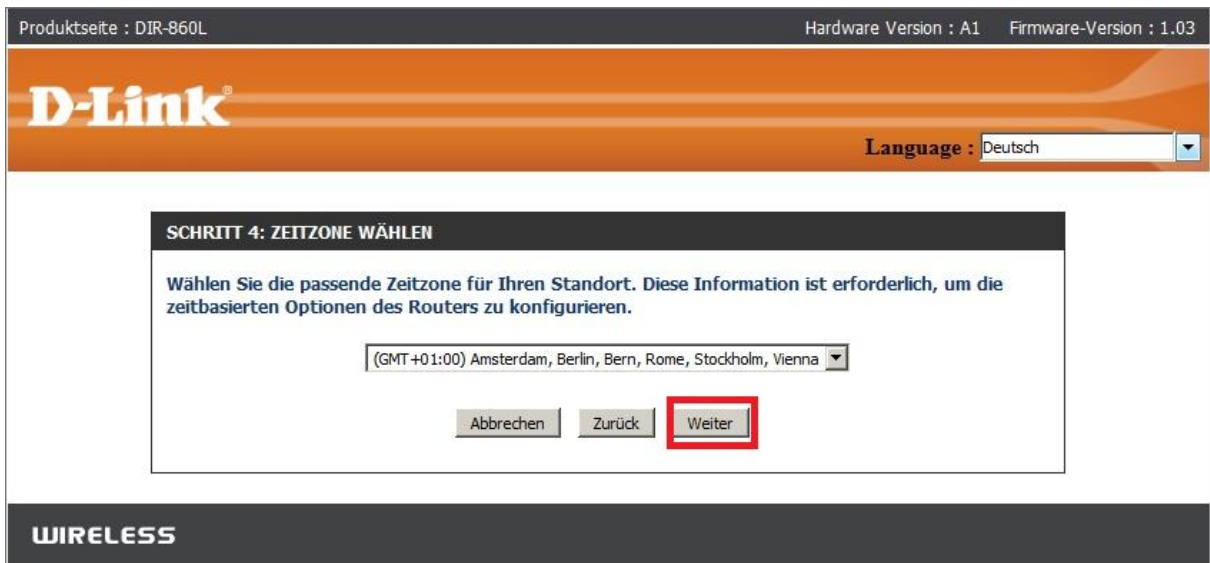 Produktseite : DIR-860L Hardware Version : A1 Firmware-Version : 1.03
D-Link®
Language : Deutsch
SCHRITT 4: ZEITZONE WÄHLEN
Wählen Sie die passende Zeitzone für Ihren Standort. Diese Information ist erforderlich, um die
zeitbasierten Optionen des Routers zu konfigurieren.
(GMT+01:00) Amsterdam, Berlin, Bern, Rome, Stockholm, Vienna
Abbrechen Zurück Weiter
WIRELESS